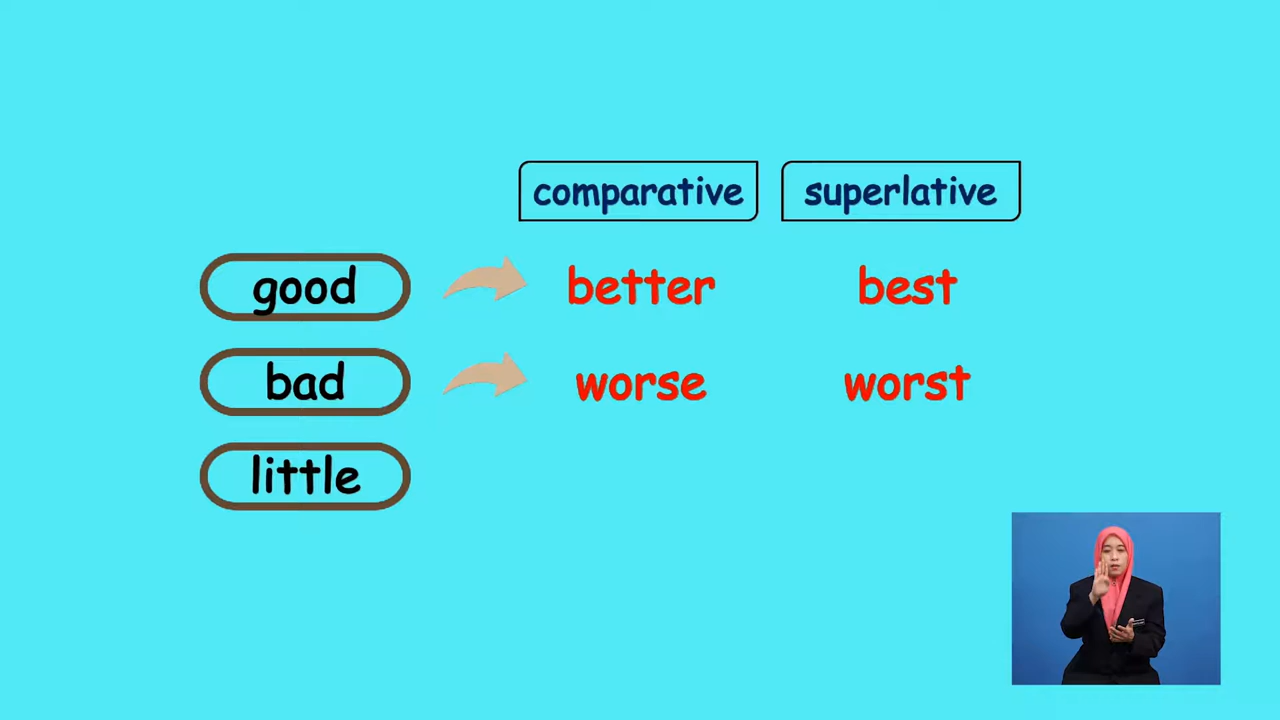 comparative superlative
good better best
bad worse worst
little